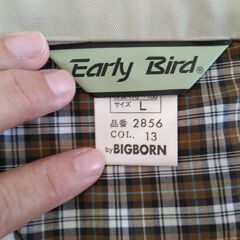 Early Bird®
サイズ L
品番 2856
COL. 13
by BIGBORN